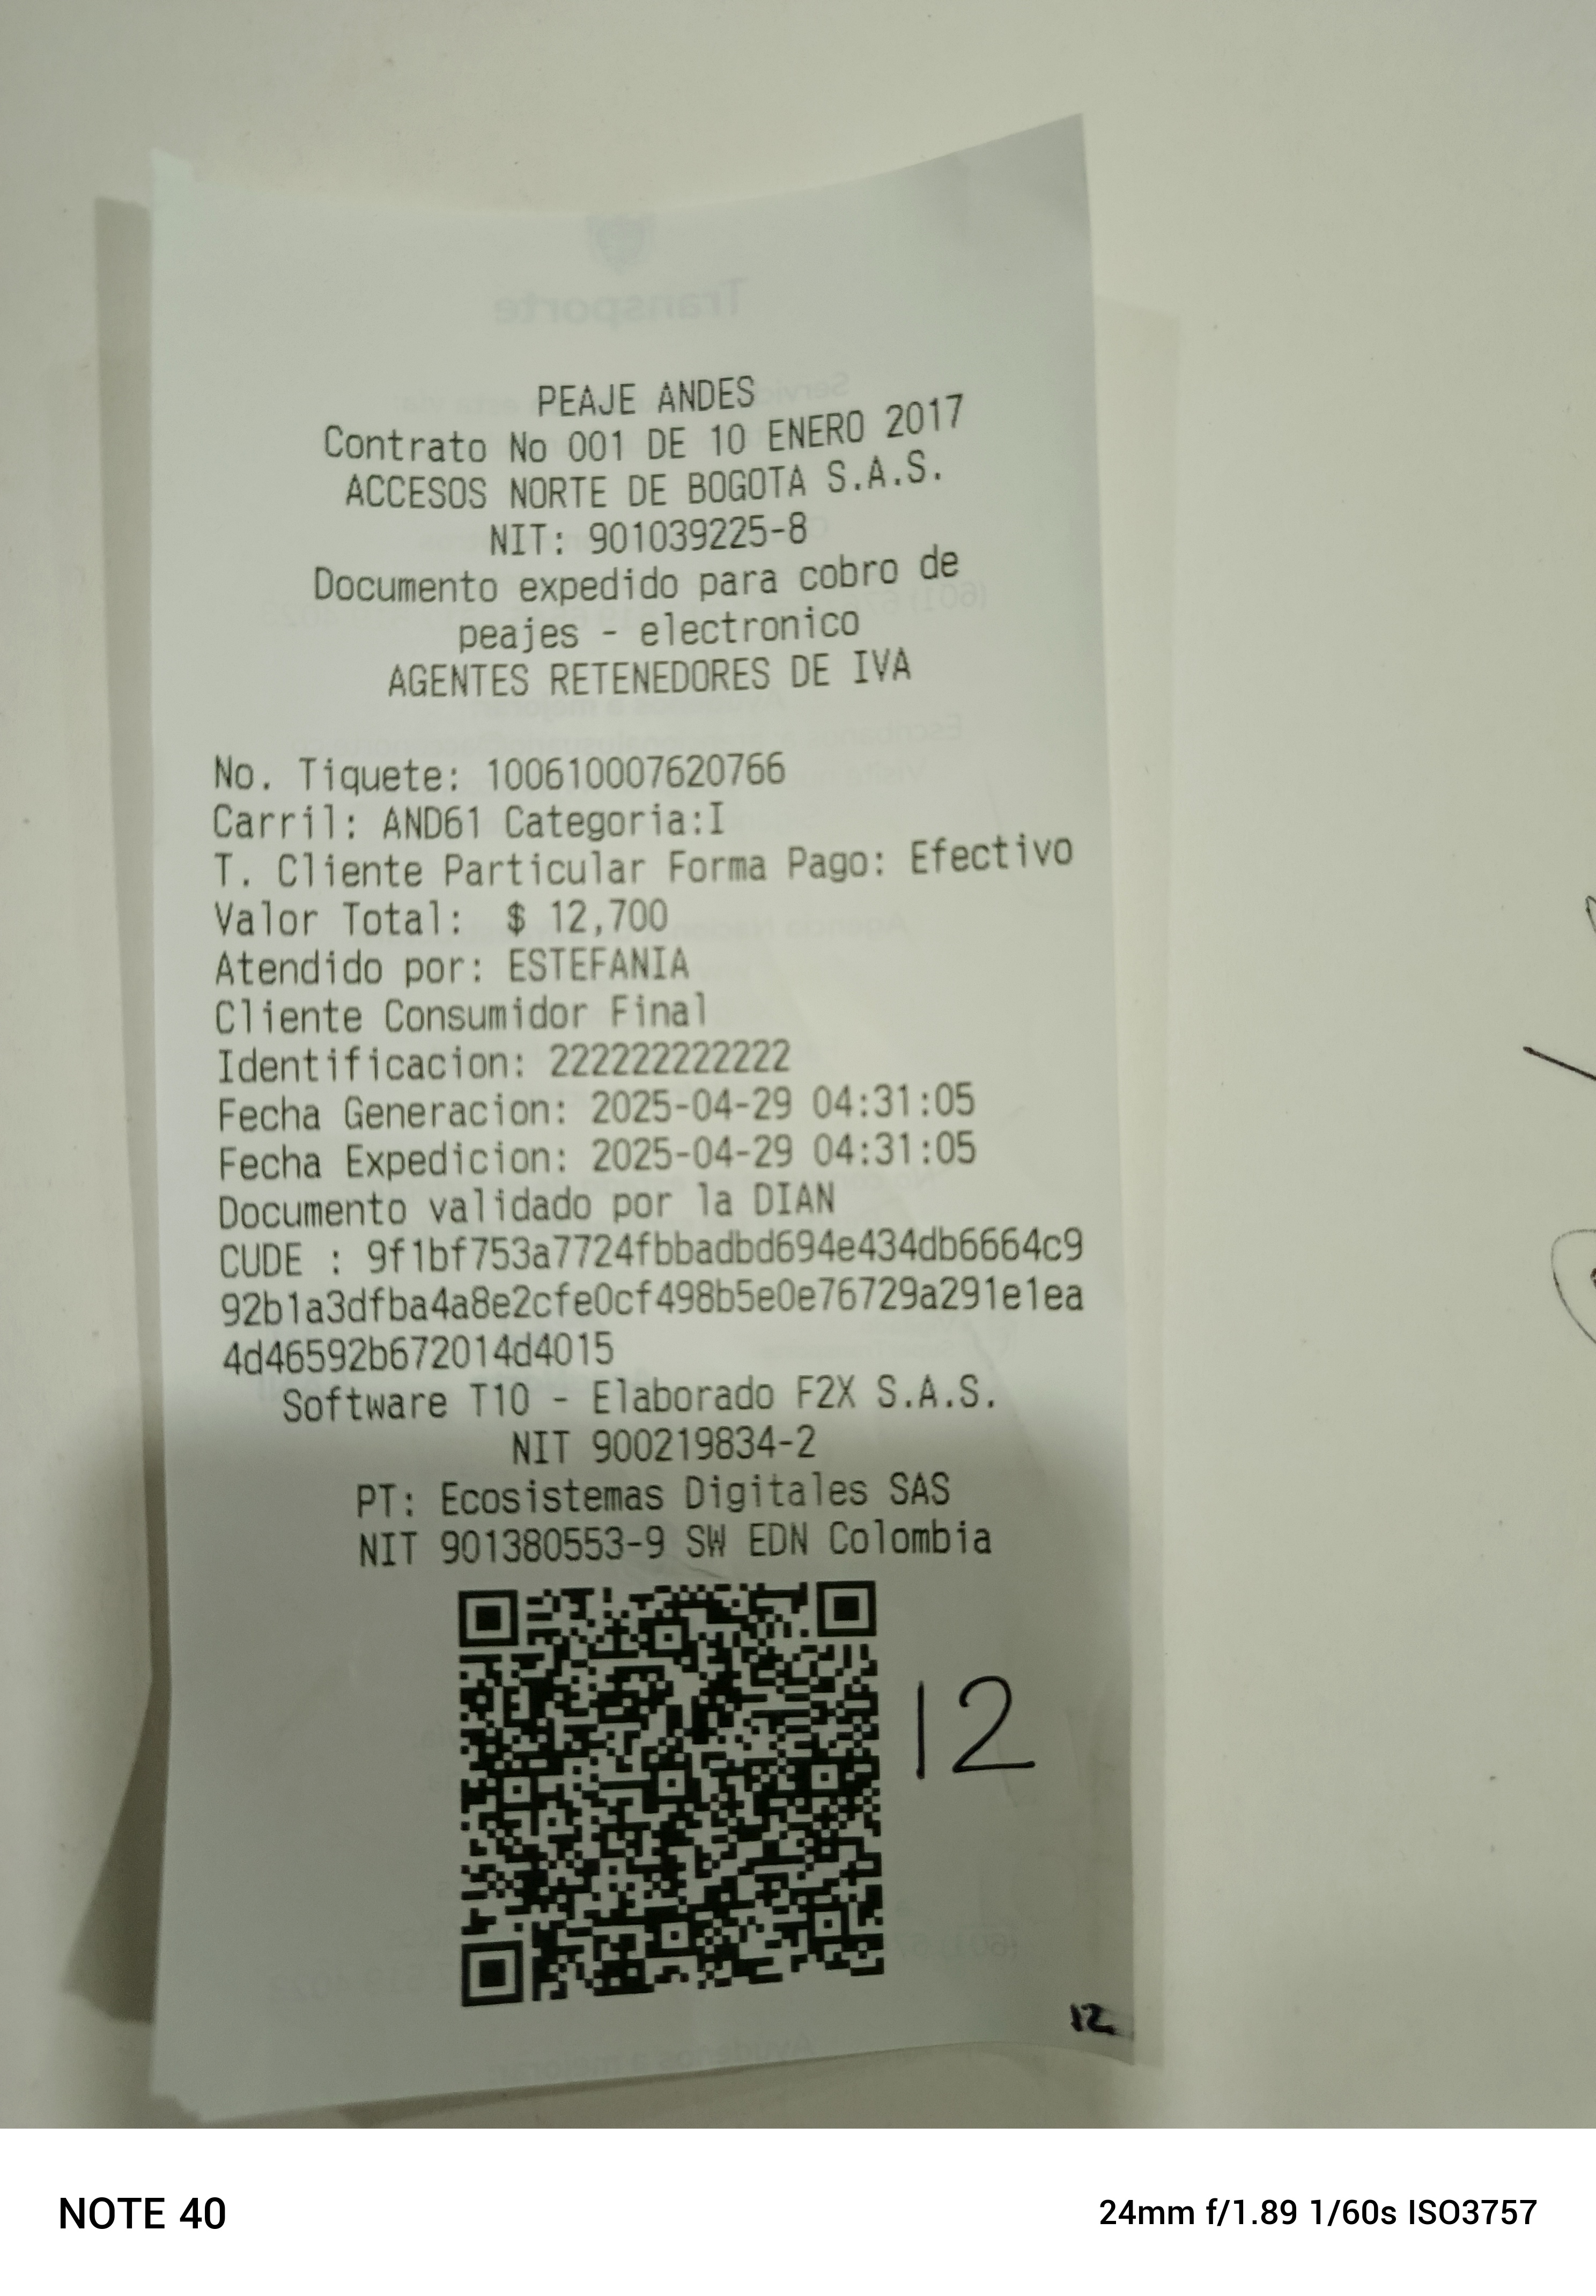 PEAJE ANDES
Contrato No 001 DE 10 ENERO 2017
ACCESOS NORTE DE BOGOTA S.A.S.
NIT: 901039225-8
Documento expedido para cobro de
peajes - electronico
AGENTES RETENEDORES DE IVA
No. Tiquete: 100610007620766
Carril: AND61 Categoria:I
T. Cliente Particular Forma Pago: Efectivo
Valor Total: $ 12,700
Atendido por: ESTEFANIA
Cliente Consumidor Final
Identificacion: 222222222222
Fecha Generacion: 2025-04-29 04:31:05
Fecha Expedicion: 2025-04-29 04:31:05
Documento validado por la DIAN
CUDE : 9f1bf753a7724fbbadbd694e434db6664c9
92b1a3dfba4a8e2cfe0cf498b5e0e76729a291e1ea
4d46592b672014d4015
Software T10 - Elaborado F2X S.A.S.
NIT 900219834-2
PT: Ecosistemas Digitales SAS
NIT 901380553-9 SW EDN Colombia
12
12
NOTE 40
24mm f/1.89 1/60s ISO3757